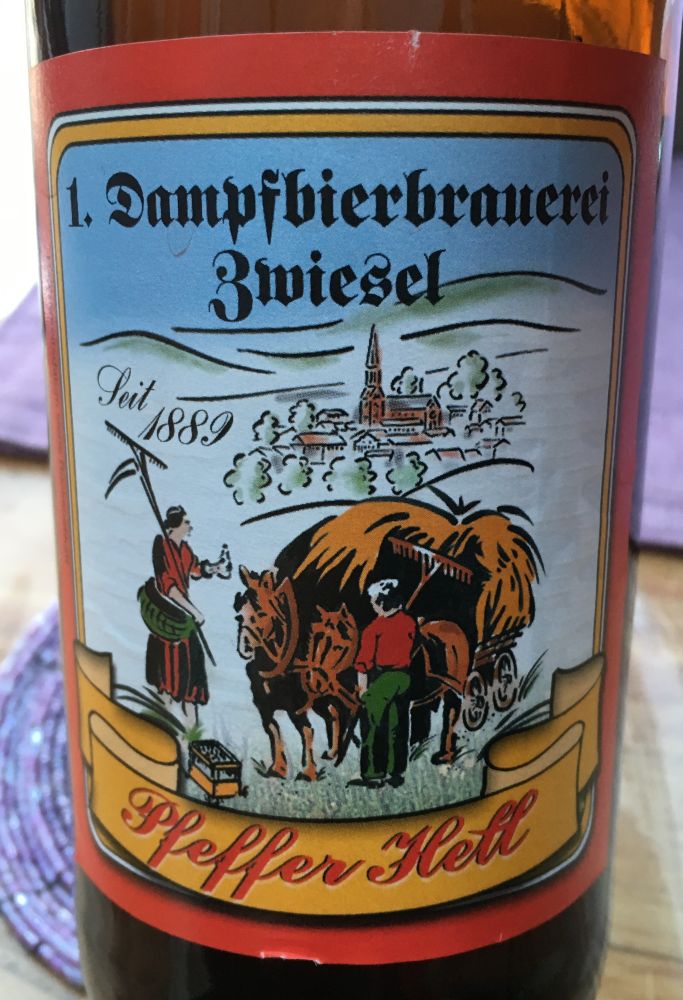 1. Dampfbierbrauerei
Zwiesel
Seit
1889
Pfeffer Hell